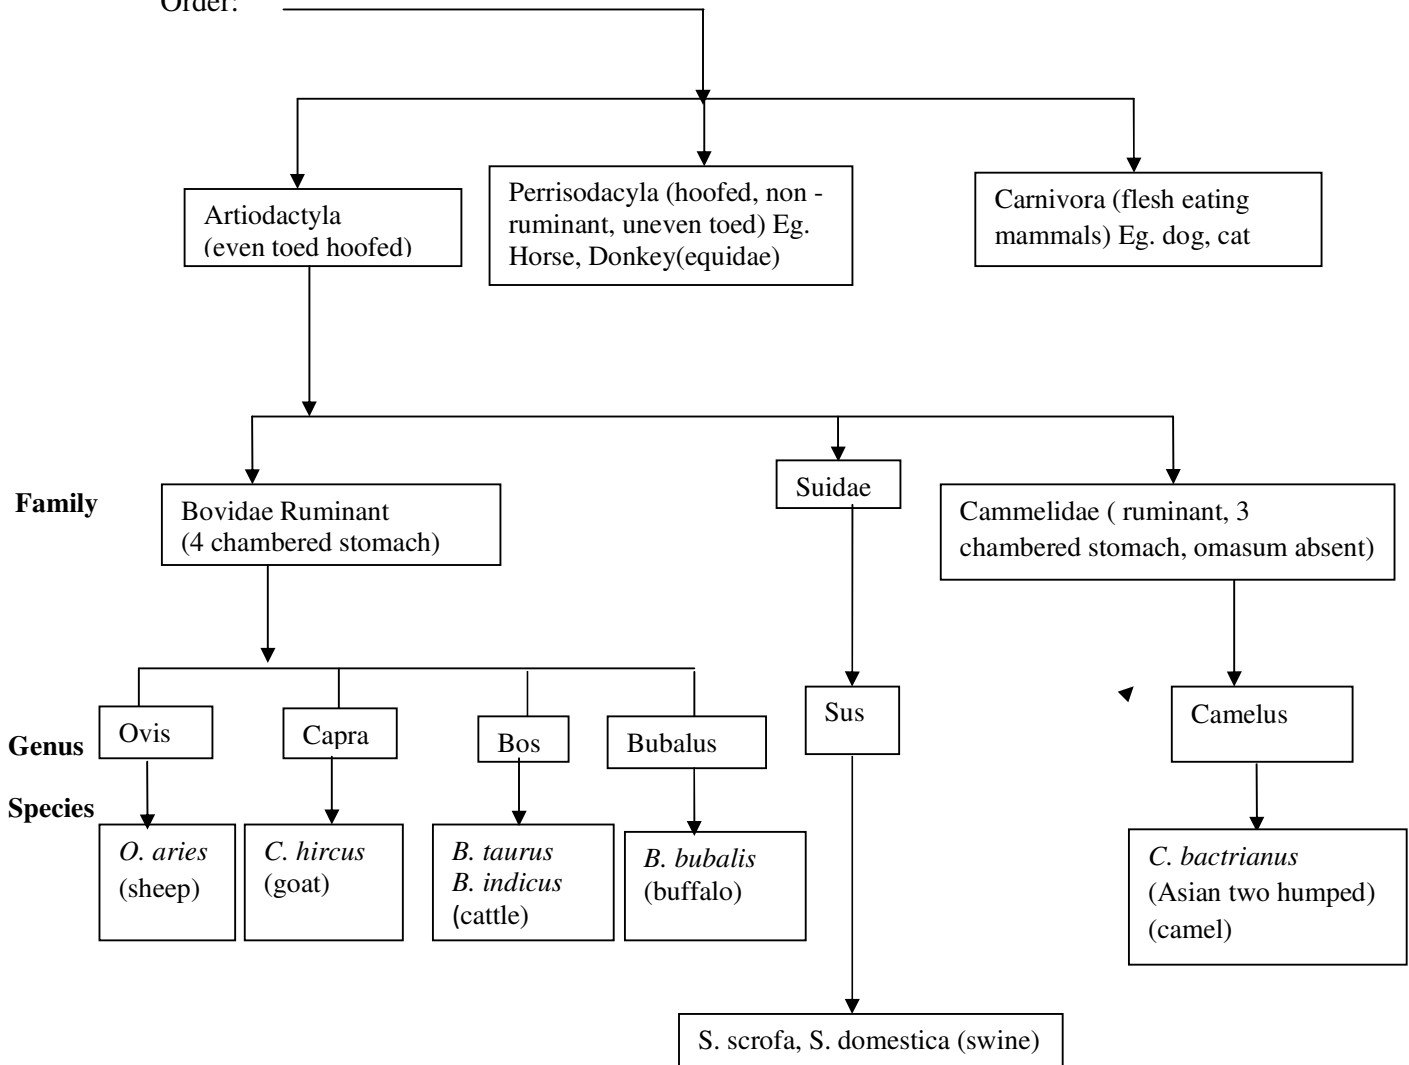 Order:
Artiodactyla
(even toed hoofed)
Perrisodacyla (hoofed, non -
ruminant, uneven toed) Eg.
Horse, Donkey(equidae)
Carnivora (flesh eating
mammals) Eg. dog, cat
Family
Bovidae Ruminant
(4 chambered stomach)
Suidae
Cammelidae ( ruminant, 3
chambered stomach, omasum absent)
Genus
Ovis
Capra
Bos
Bubalus
Sus
Camelus
Species
O. aries
(sheep)
C. hircus
(goat)
B. taurus
B. indicus
(cattle)
B. bubalis
(buffalo)
C. bactrianus
(Asian two humped)
(camel)
S. scrofa, S. domestica (swine)